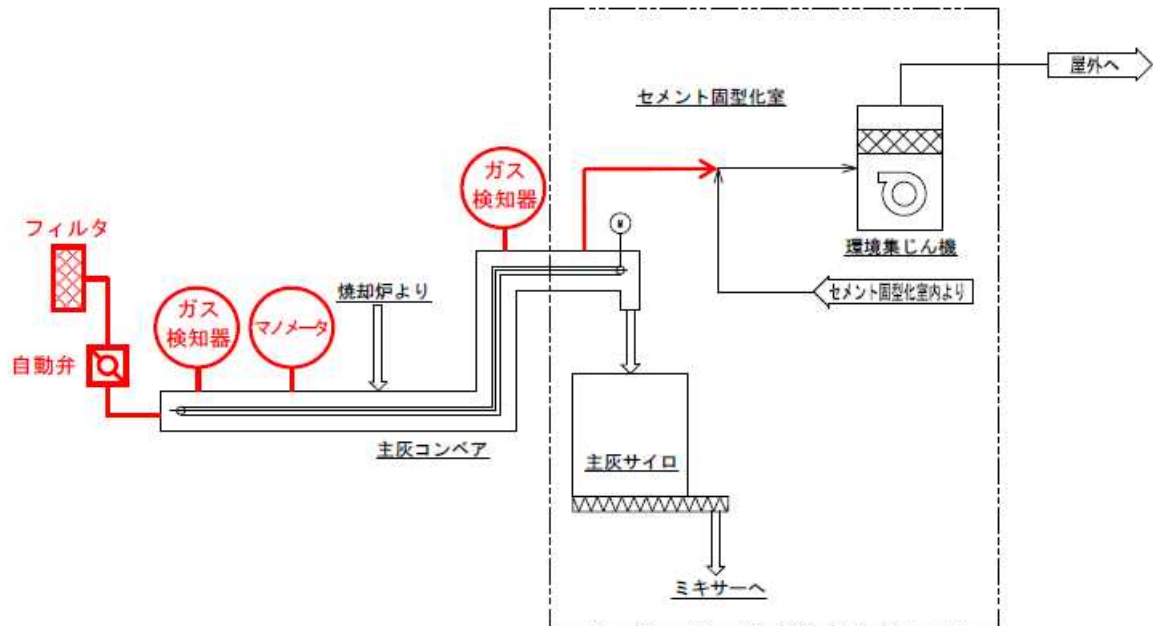 屋外へ
セメント固型化室
ガス
検知器
M
環境集じん機
フィルタ
セメント固型化室内より
焼却炉より
ガス
検知器
マノメータ
自動弁
主灰コンベア
主灰サイロ
ミキサーへ